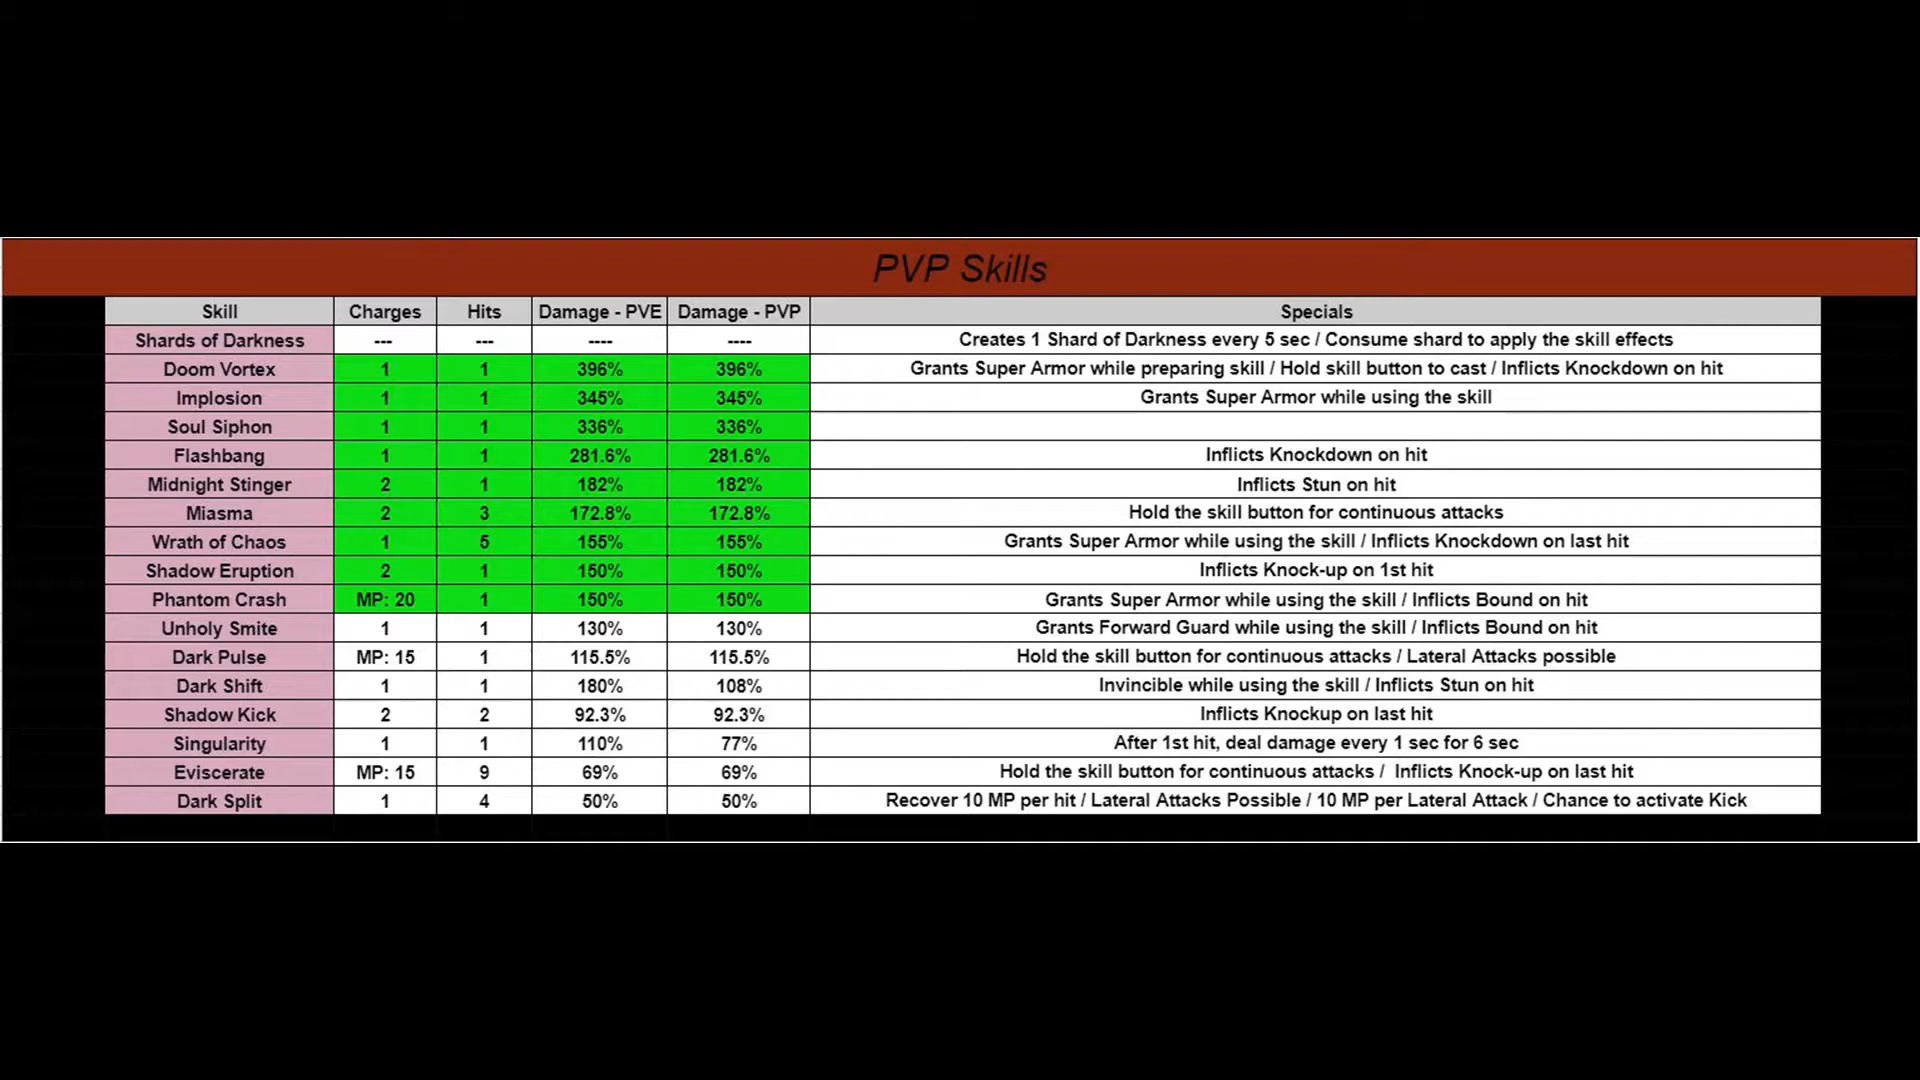 PVP Skills
Skill Charges Hits Damage - PVE Damage - PVP Specials
Shards of Darkness --- --- ---- ---- Creates 1 Shard of Darkness every 5 sec / Consume shard to apply the skill effects
Doom Vortex 1 1 396% 396% Grants Super Armor while preparing skill / Hold skill button to cast / Inflicts Knockdown on hit
Implosion 1 1 345% 345% Grants Super Armor while using the skill
Soul Siphon 1 1 336% 336%
Flashbang 1 1 281.6% 281.6% Inflicts Knockdown on hit
Midnight Stinger 2 1 182% 182% Inflicts Stun on hit
Miasma 2 3 172.8% 172.8% Hold the skill button for continuous attacks
Wrath of Chaos 1 5 155% 155% Grants Super Armor while using the skill / Inflicts Knockdown on last hit
Shadow Eruption 2 1 150% 150% Inflicts Knock-up on 1st hit
Phantom Crash MP: 20 1 150% 150% Grants Super Armor while using the skill / Inflicts Bound on hit
Unholy Smite 1 1 130% 130% Grants Forward Guard while using the skill / Inflicts Bound on hit
Dark Pulse MP: 15 1 115.5% 115.5% Hold the skill button for continuous attacks / Lateral Attacks possible
Dark Shift 1 1 180% 108% Invincible while using the skill / Inflicts Stun on hit
Shadow Kick 2 2 92.3% 92.3% Inflicts Knockup on last hit
Singularity 1 1 110% 77% After 1st hit, deal damage every 1 sec for 6 sec
Eviscerate MP: 15 9 69% 69% Hold the skill button for continuous attacks / Inflicts Knock-up on last hit
Dark Split 1 4 50% 50% Recover 10 MP per hit / Lateral Attacks Possible / 10 MP per Lateral Attack / Chance to activate Kick